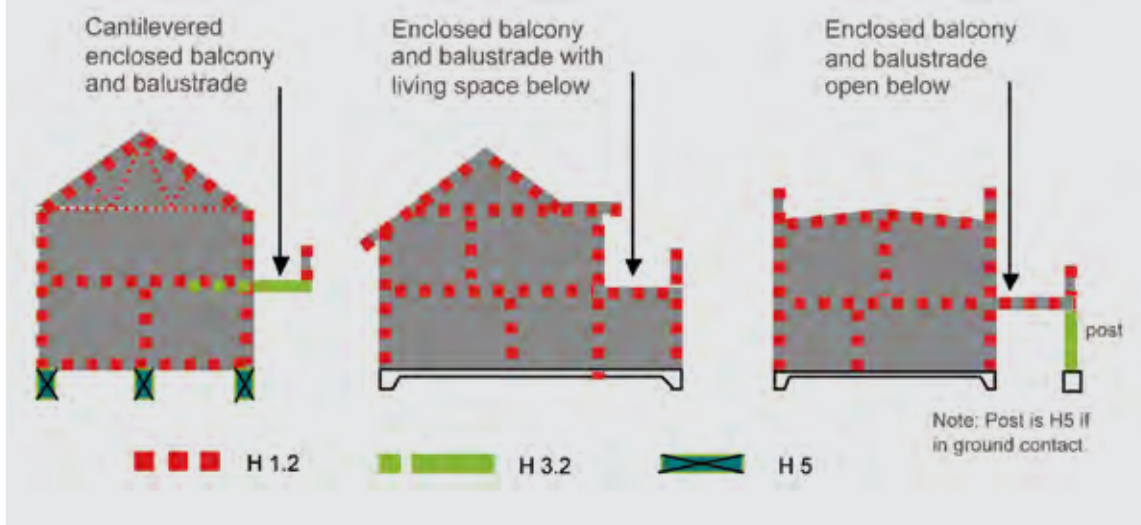 Cantilevered
enclosed balcony
and balustrade
Enclosed balcony
and balustrade with
living space below
Enclosed balcony
and balustrade
open below
post
Note: Post is H5 if
in ground contact
H 1.2
H 3.2
H 5